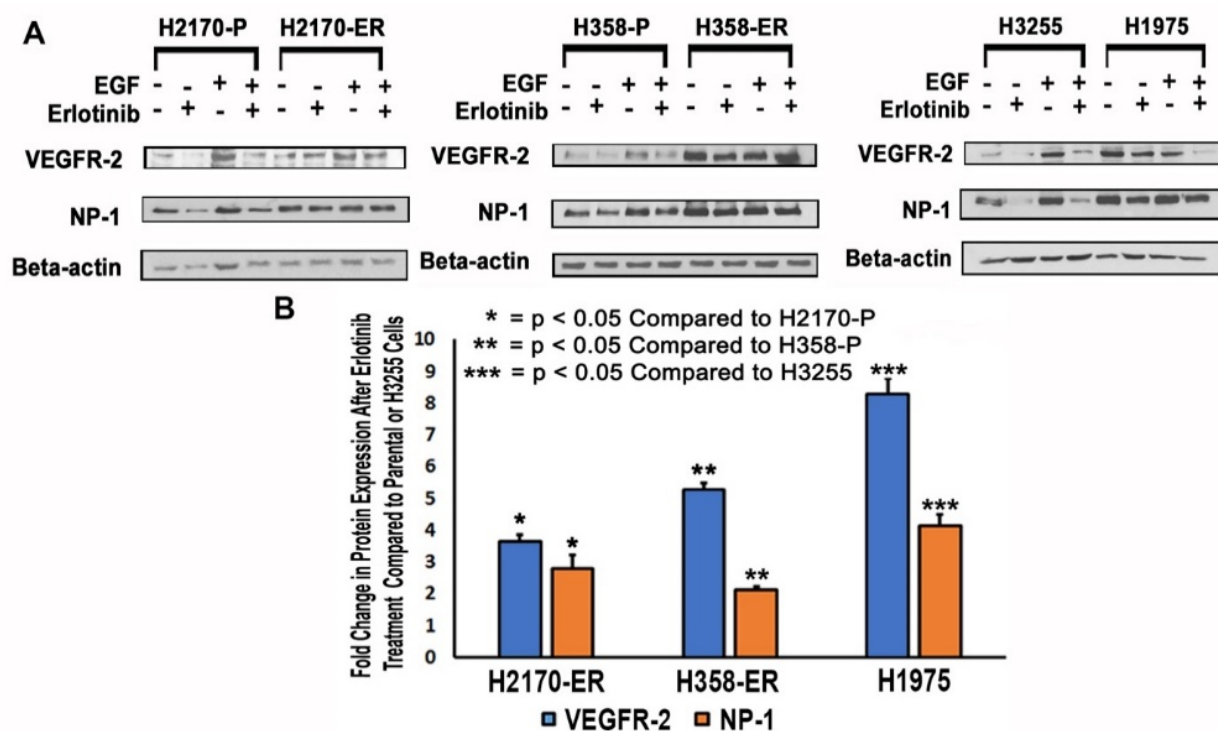 A
H2170-P H2170-ER
EGF - - + + - - + +
Erlotinib - + - + - + - +
VEGFR-2
NP-1
Beta-actin
H358-P H358-ER
EGF - - + + - - + +
Erlotinib - + - + - + - +
VEGFR-2
NP-1
Beta-actin
H3255 H1975
EGF - - + + - - + +
Erlotinib - + - + - + - +
VEGFR-2
NP-1
Beta-actin
B
* = p < 0.05 Compared to H2170-P
** = p < 0.05 Compared to H358-P
*** = p < 0.05 Compared to H3255
Fold Change in Protein Expression After Erlotinib
Treatment Compared to Parental or H3255 Cells
10
9
8
7
6
5
4
3
2
1
0
* * ** ** *** ***
H2170-ER H358-ER H1975
VEGFR-2 NP-1